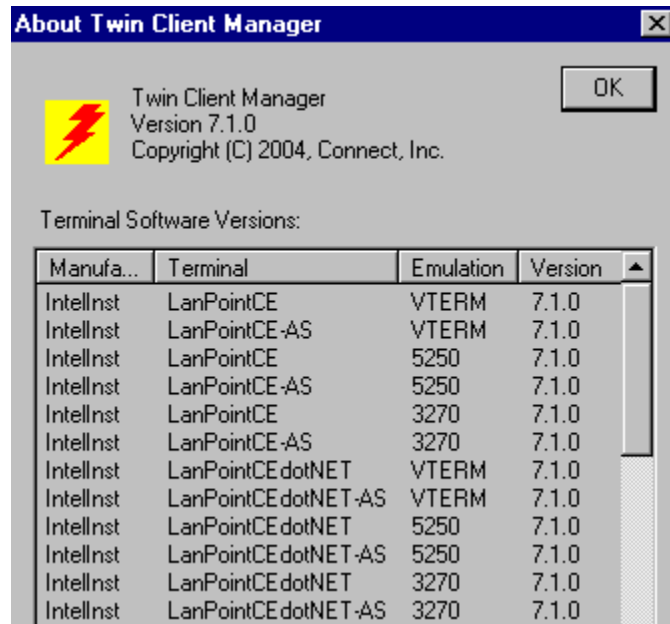 About Twin Client Manager
OK
Twin Client Manager
Version 7.1.0
Copyright (C) 2004, Connect, Inc.
Terminal Software Versions:
Manufa... Terminal Emulation Version
IntelInst LanPointCE VTERM 7.1.0
IntelInst LanPointCE-AS VTERM 7.1.0
IntelInst LanPointCE 5250 7.1.0
IntelInst LanPointCE-AS 5250 7.1.0
IntelInst LanPointCE 3270 7.1.0
IntelInst LanPointCE-AS 3270 7.1.0
IntelInst LanPointCEdotNET VTERM 7.1.0
IntelInst LanPointCEdotNET-AS VTERM 7.1.0
IntelInst LanPointCEdotNET 5250 7.1.0
IntelInst LanPointCEdotNET-AS 5250 7.1.0
IntelInst LanPointCEdotNET 3270 7.1.0
IntelInst LanPointCEdotNET-AS 3270 7.1.0